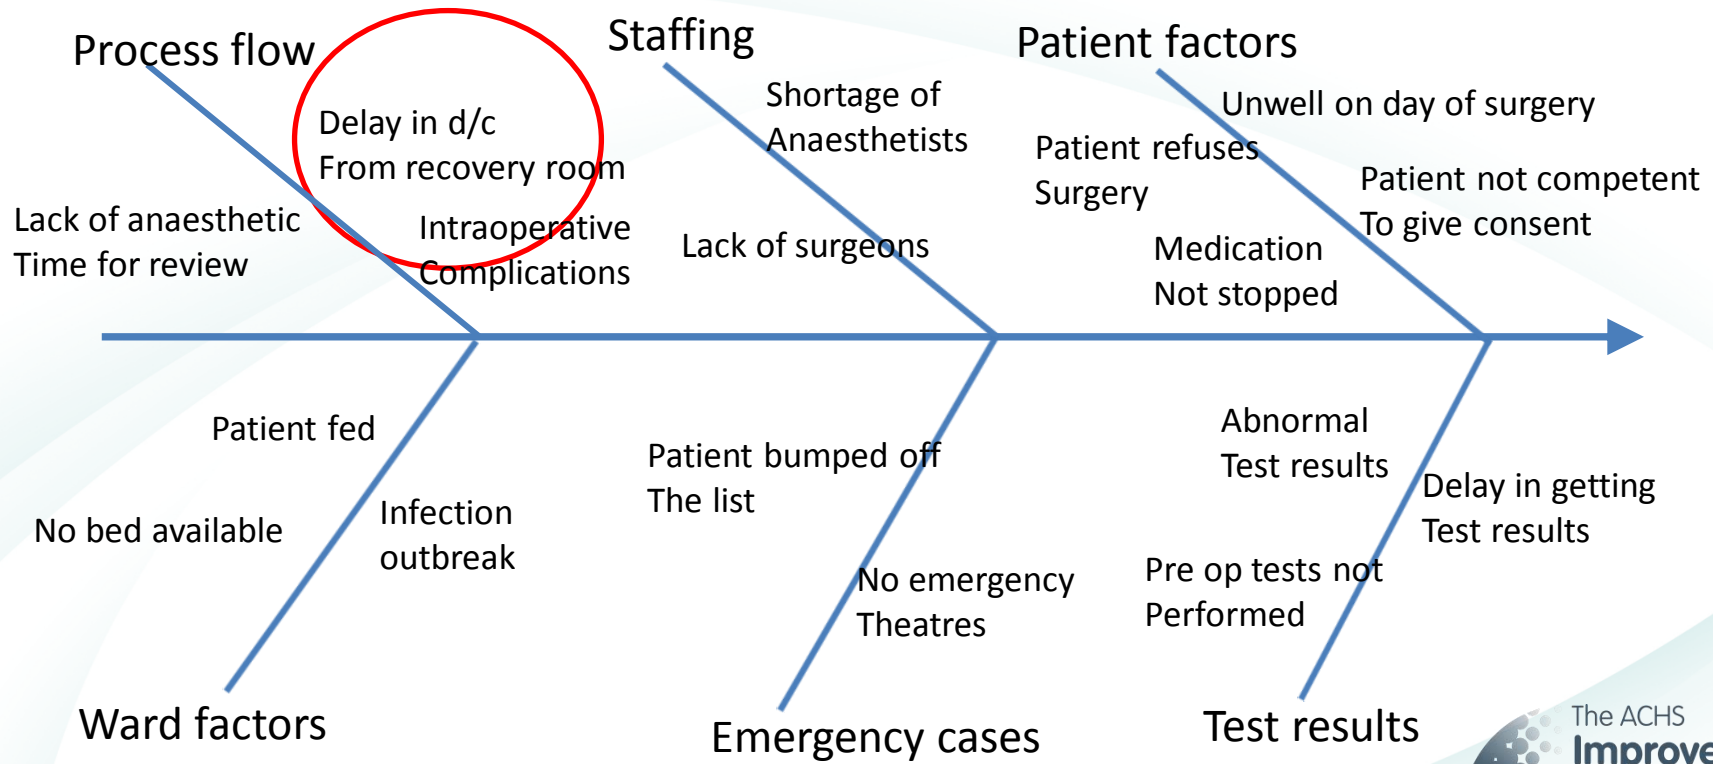 Process flow
Staffing
Patient factors
Delay in d/c
From recovery room
Lack of anaesthetic
Time for review
Intraoperative
Complications
Shortage of
Anaesthetists
Lack of surgeons
Unwell on day of surgery
Patient refuses
Surgery
Patient not competent
To give consent
Medication
Not stopped
Patient fed
No bed available
Infection
outbreak
Patient bumped off
The list
No emergency
Theatres
Abnormal
Test results
Delay in getting
Test results
Pre op tests not
Performed
Ward factors
Emergency cases
Test results
The ACHS
Improve